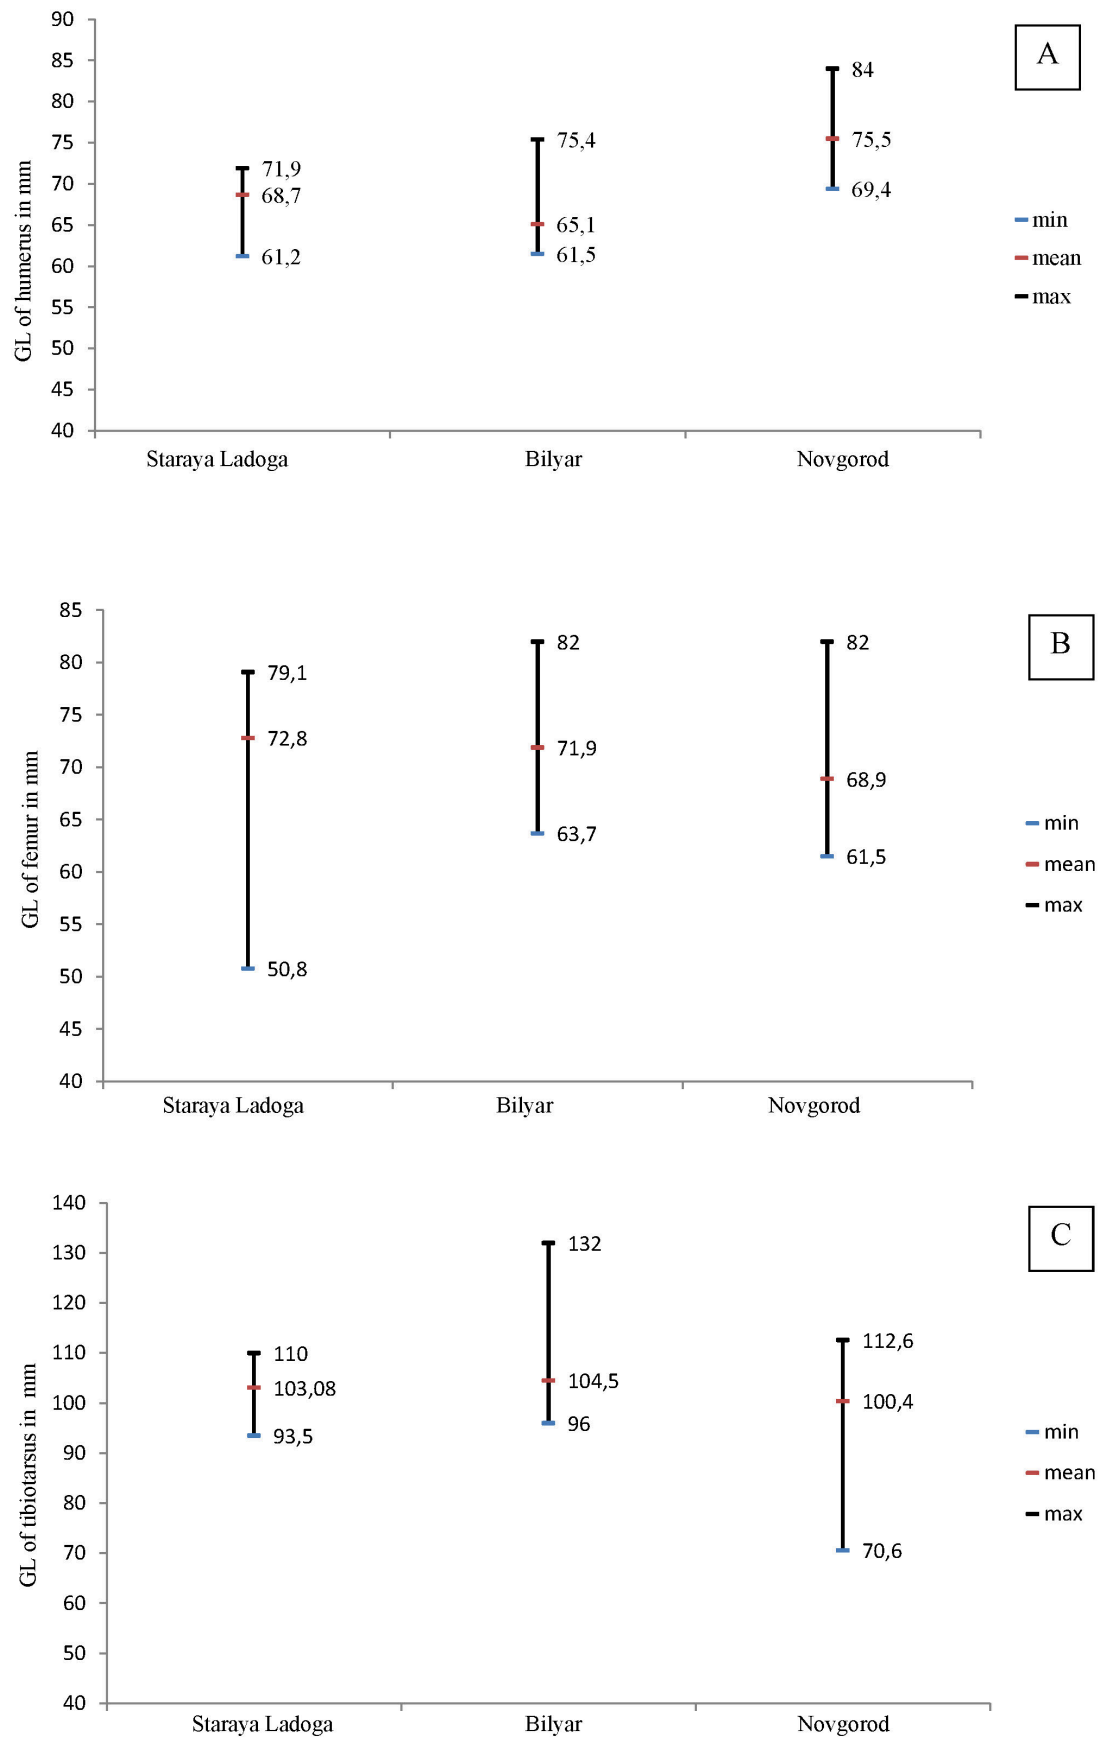 A
GL of humerus in mm
90
85
80
75
70
65
60
55
50
45
40
71,9
68,7
61,2
75,4
65,1
61,5
84
75,5
69,4
min
mean
max
Staraya Ladoga
Bilyar
Novgorod
B
GL of femur in mm
85
80
75
70
65
60
55
50
45
40
79,1
72,8
50,8
82
71,9
63,7
82
68,9
61,5
min
mean
max
Staraya Ladoga
Bilyar
Novgorod
C
GL of tibiotarsus in mm
140
130
120
110
100
90
80
70
60
50
40
110
103,08
93,5
132
104,5
96
112,6
100,4
70,6
min
mean
max
Staraya Ladoga
Bilyar
Novgorod